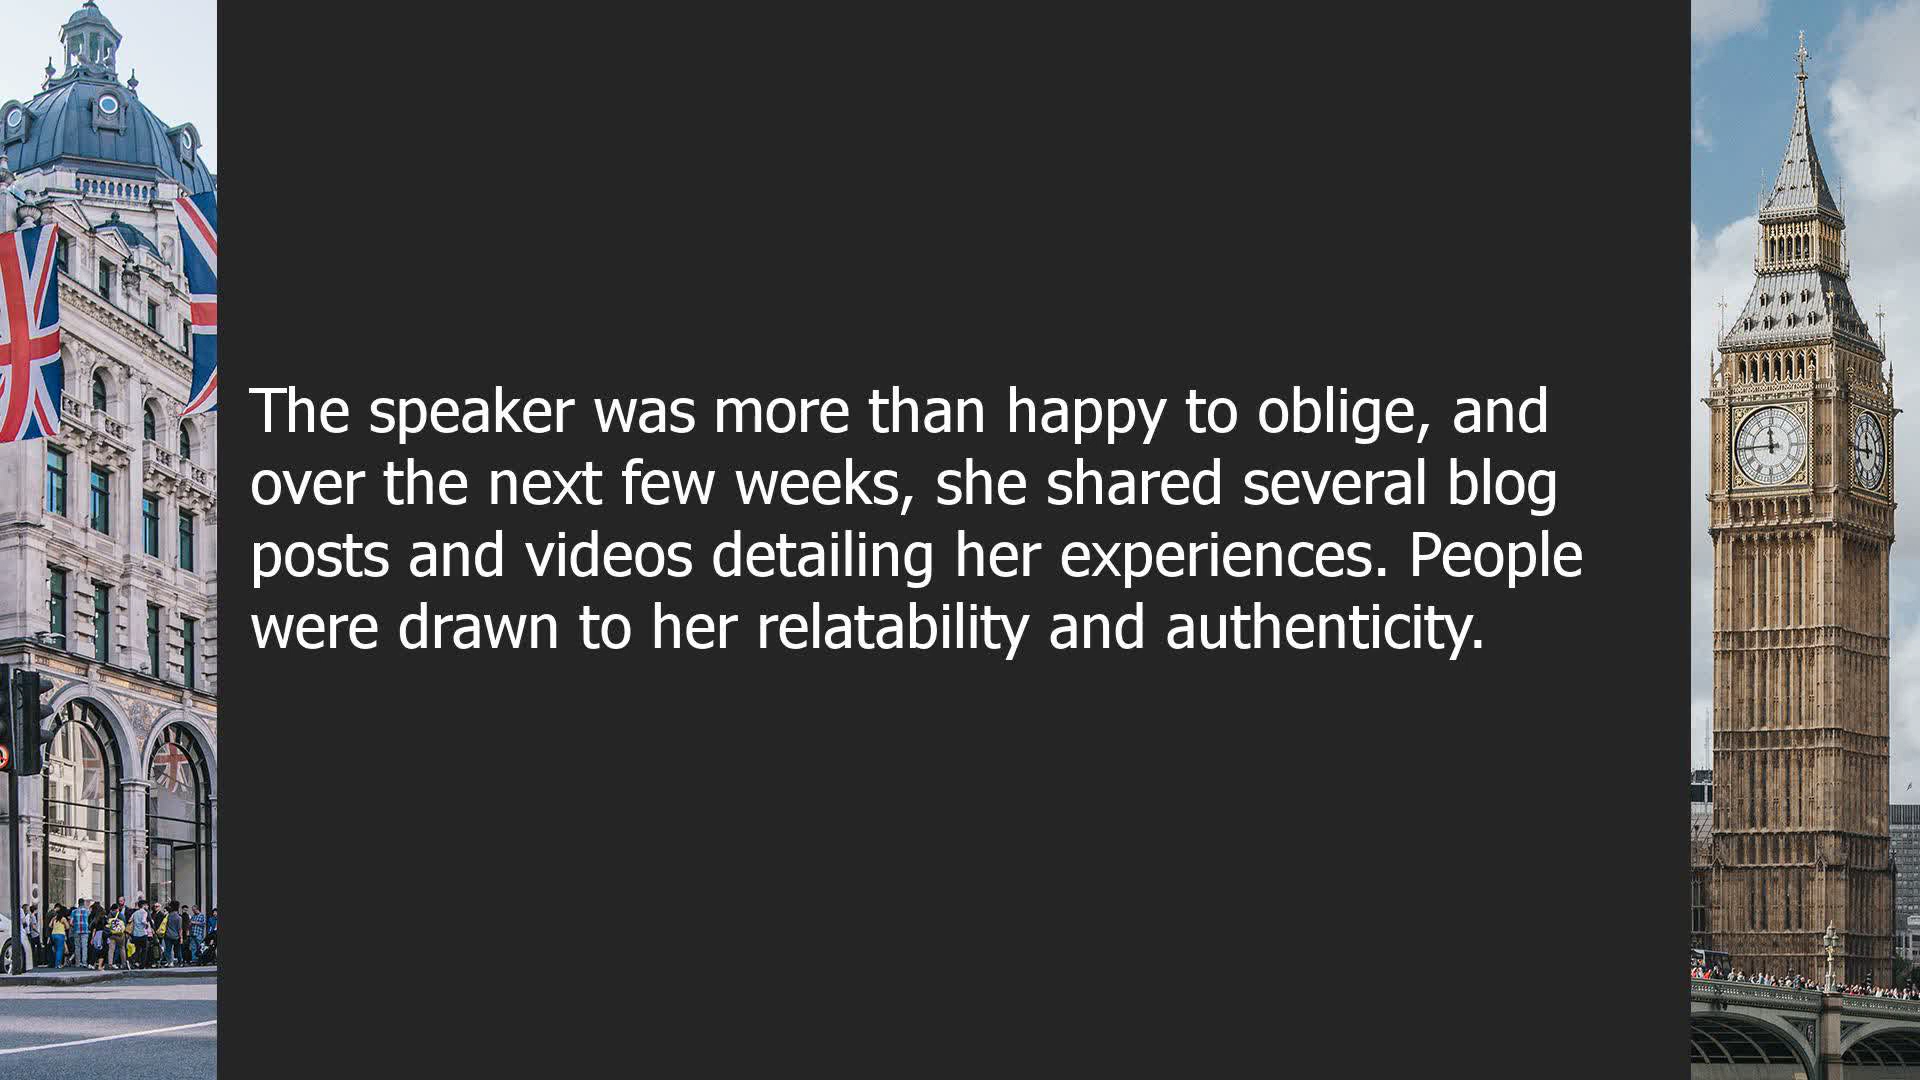 The speaker was more than happy to oblige, and
over the next few weeks, she shared several blog
posts and videos detailing her experiences. People
were drawn to her relatability and authenticity.